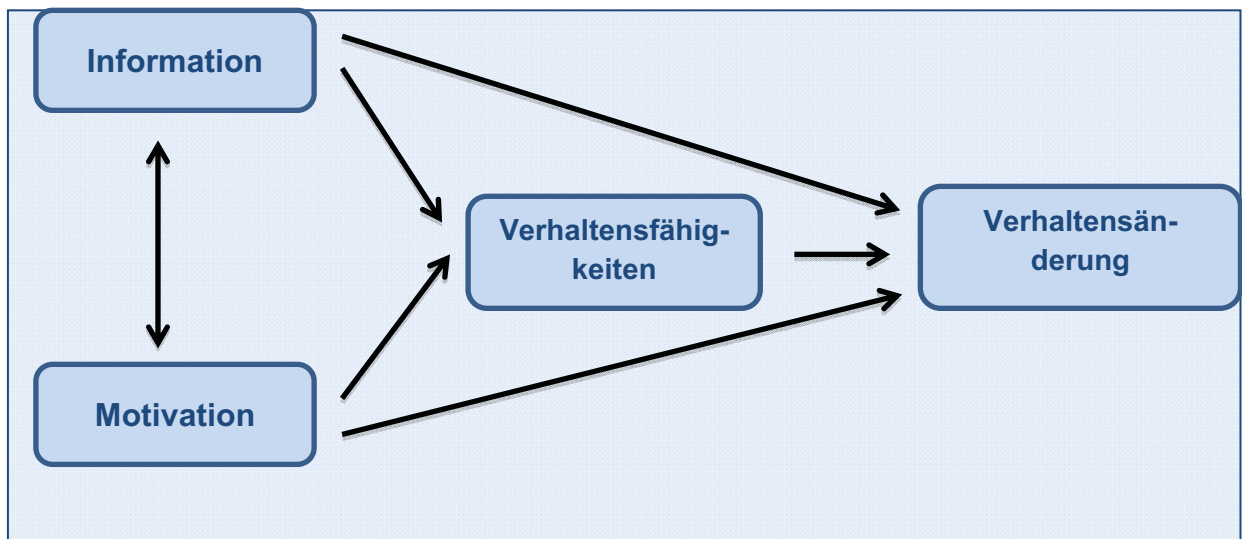 Information
Verhaltensfähig-
keiten
Verhaltensän-
derung
Motivation